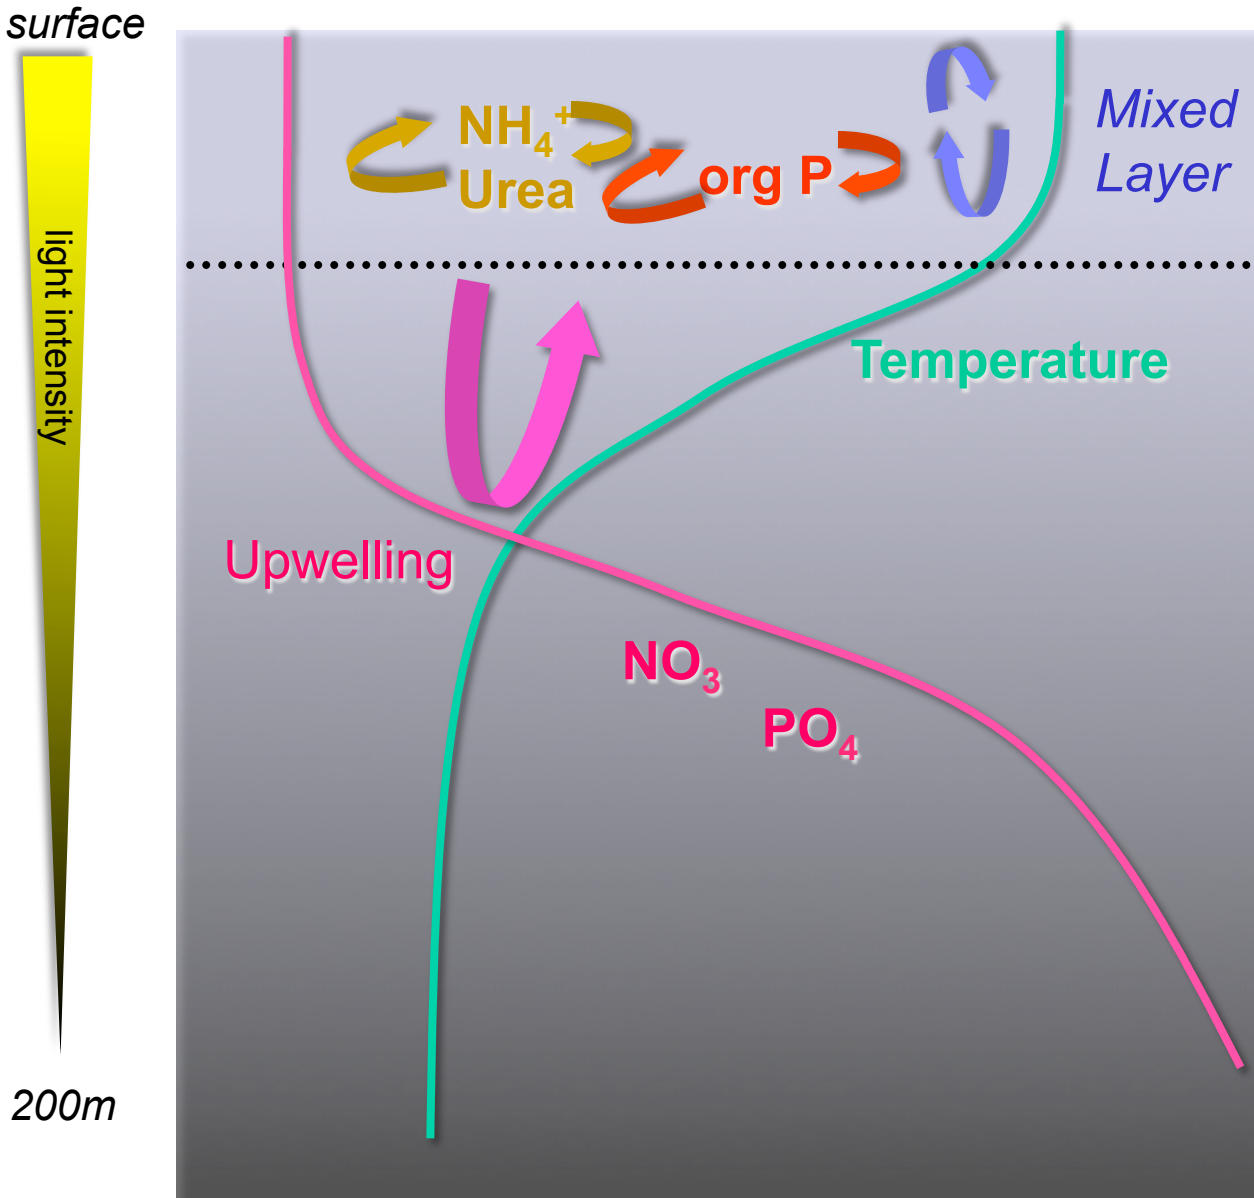 surface
Mixed
Layer
NH₄⁺
Urea
org P
light intensity
Temperature
Upwelling
NO₃
PO₄
200m